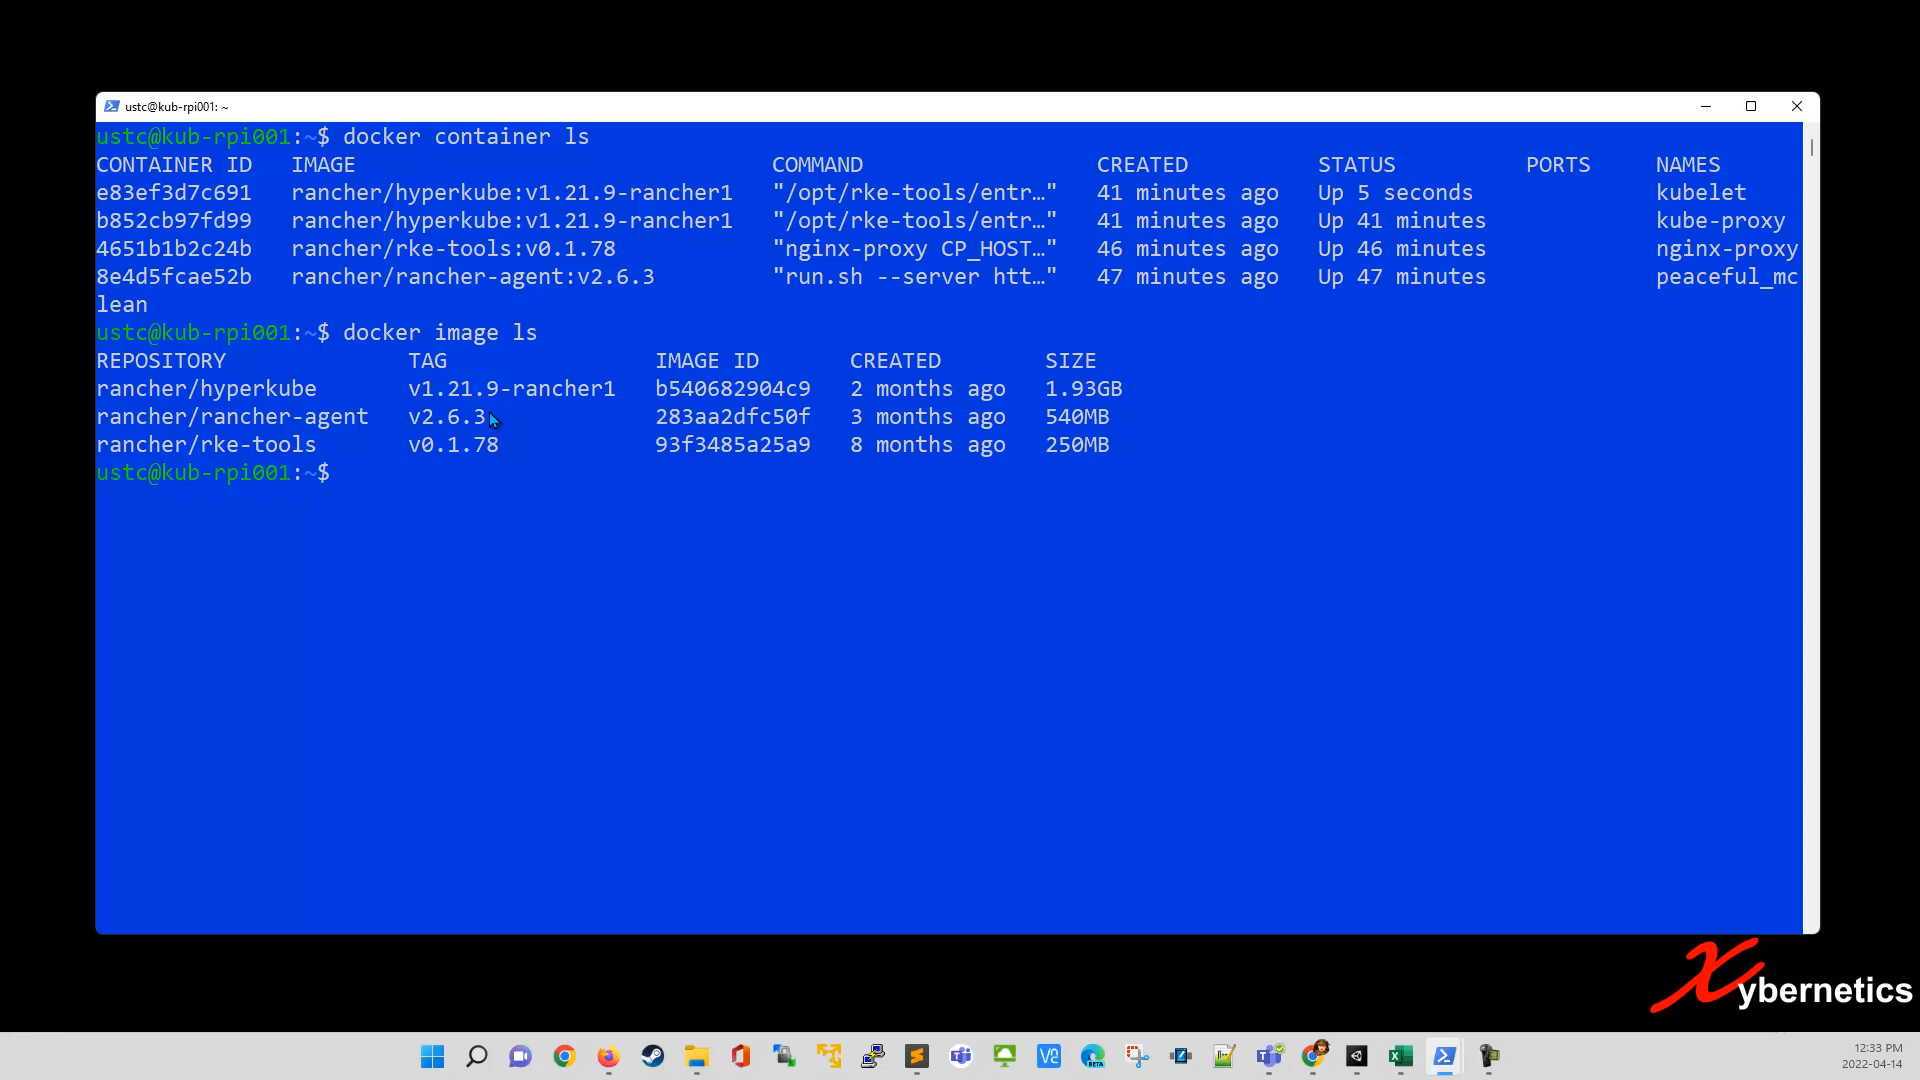 ustc@kub-rpi001: ~
ustc@kub-rpi001:~$ docker container ls
CONTAINER ID   IMAGE                                COMMAND                  CREATED          STATUS          PORTS     NAMES
e83ef3d7c691   rancher/hyperkube:v1.21.9-rancher1   "/opt/rke-tools/entr…"   41 minutes ago   Up 5 seconds              kubelet
b852cb97fd99   rancher/hyperkube:v1.21.9-rancher1   "/opt/rke-tools/entr…"   41 minutes ago   Up 41 minutes             kube-proxy
4651b1b2c24b   rancher/rke-tools:v0.1.78            "nginx-proxy CP_HOST…"   46 minutes ago   Up 46 minutes             nginx-proxy
8e4d5fcae52b   rancher/rancher-agent:v2.6.3         "run.sh --server htt…"   47 minutes ago   Up 47 minutes             peaceful_mc
lean
ustc@kub-rpi001:~$ docker image ls
REPOSITORY              TAG                IMAGE ID       CREATED        SIZE
rancher/hyperkube       v1.21.9-rancher1   b540682904c9   2 months ago   1.93GB
rancher/rancher-agent   v2.6.3             283aa2dfc50f   3 months ago   540MB
rancher/rke-tools       v0.1.78            93f3485a25a9   8 months ago   250MB
ustc@kub-rpi001:~$
Xybernetics
12:33 PM
2022-04-14